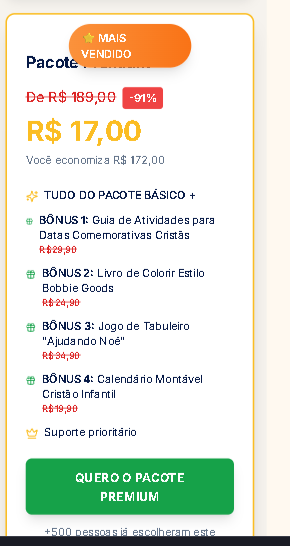 ⭐ MAIS
VENDIDO
Pacote
De R$ 189,00 -91%
R$ 17,00
Você economiza R$ 172,00
TUDO DO PACOTE BÁSICO +
BÔNUS 1: Guia de Atividades para
Datas Comemorativas Cristãs
R$29,90
BÔNUS 2: Livro de Colorir Estilo
Bobbie Goods
R$24,90
BÔNUS 3: Jogo de Tabuleiro
"Ajudando Noé"
R$34,90
BÔNUS 4: Calendário Montável
Cristão Infantil
R$19,90
Suporte prioritário
QUERO O PACOTE
PREMIUM
+500 pessoas já escolheram este